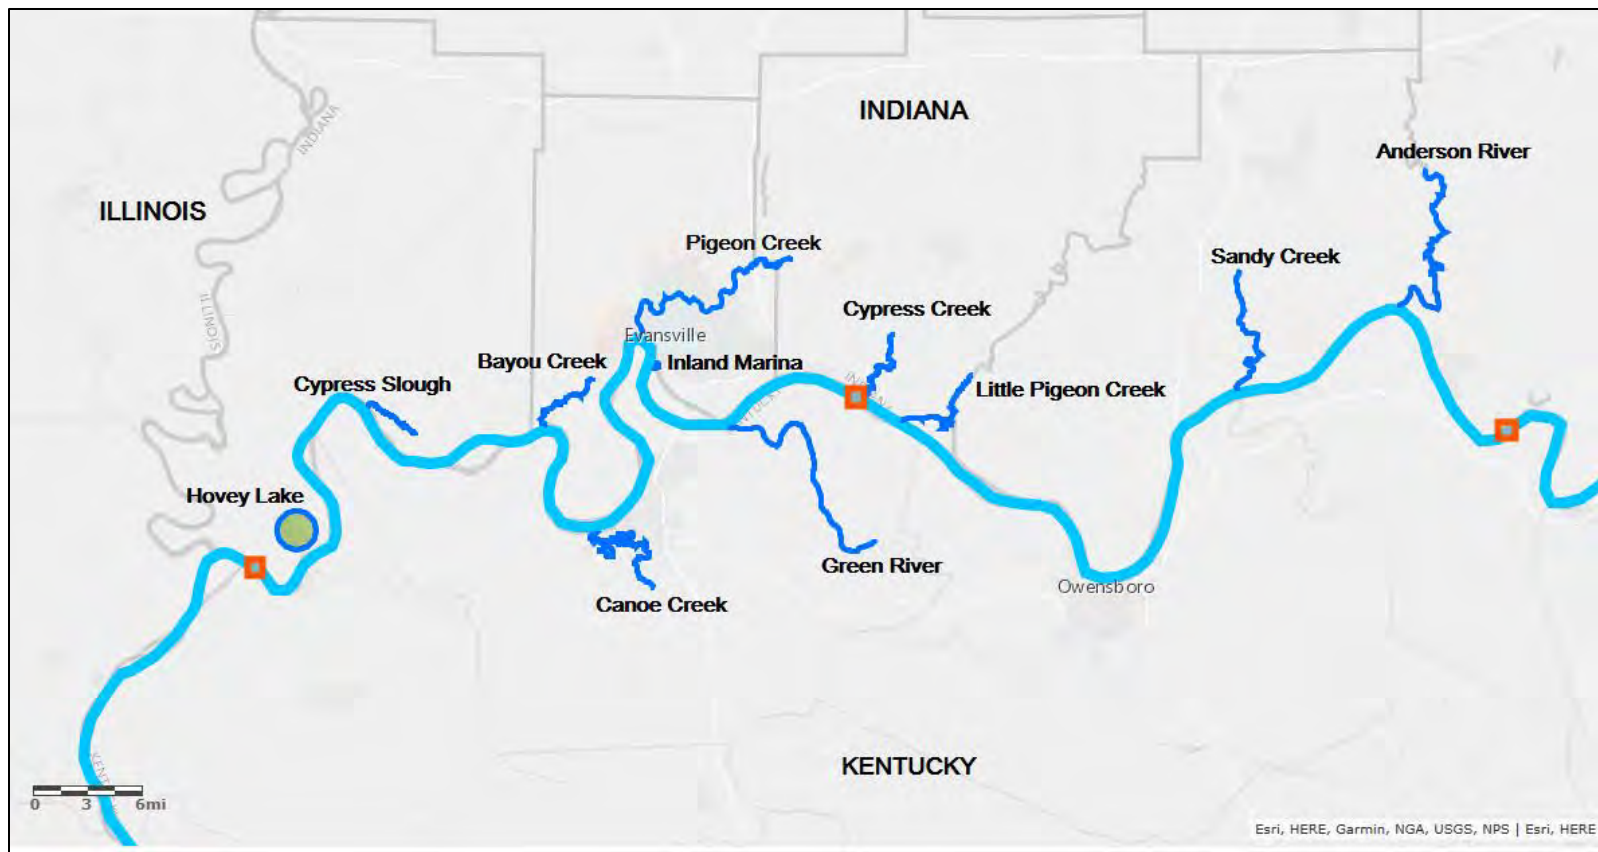 INDIANA
INDIANA
Anderson River
ILLINOIS
Pigeon Creek
Sandy Creek
ILLINOIS
Cypress Creek
Evansville
Bayou Creek
Inland Marina
Cypress Slough
Little Pigeon Creek
Hovey Lake
Green River
Owensboro
Canoe Creek
KENTUCKY
0 3 6mi
Esri, HERE, Garmin, NGA, USGS, NPS | Esri, HERE